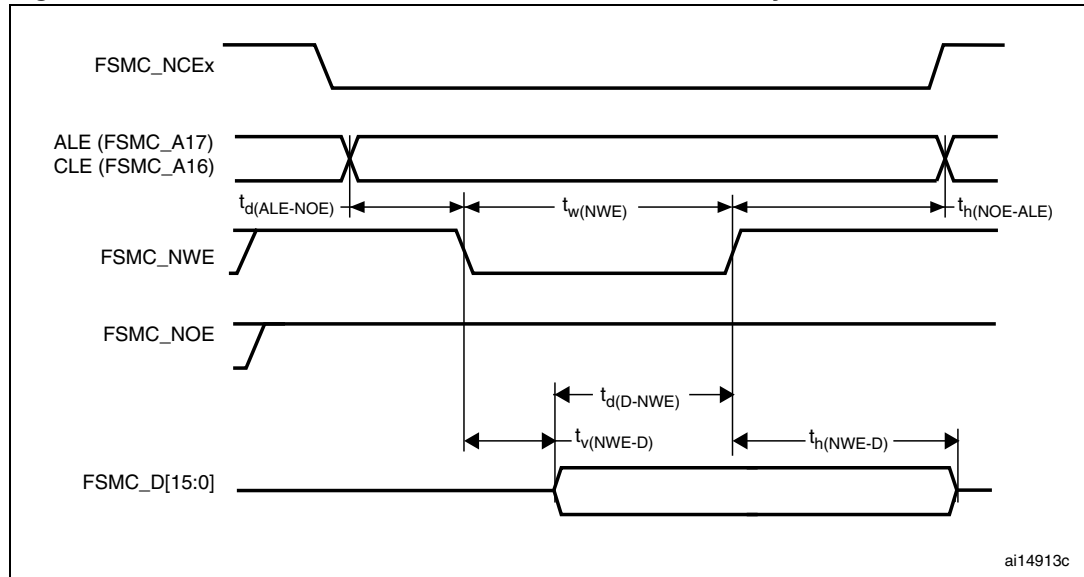 FSMC_NCEx
ALE (FSMC_A17)
CLE (FSMC_A16)
td(ALE-NOE)
tw(NWE)
th(NOE-ALE)
FSMC_NWE
FSMC_NOE
td(D-NWE)
tv(NWE-D)
th(NWE-D)
FSMC_D[15:0]
ai14913c